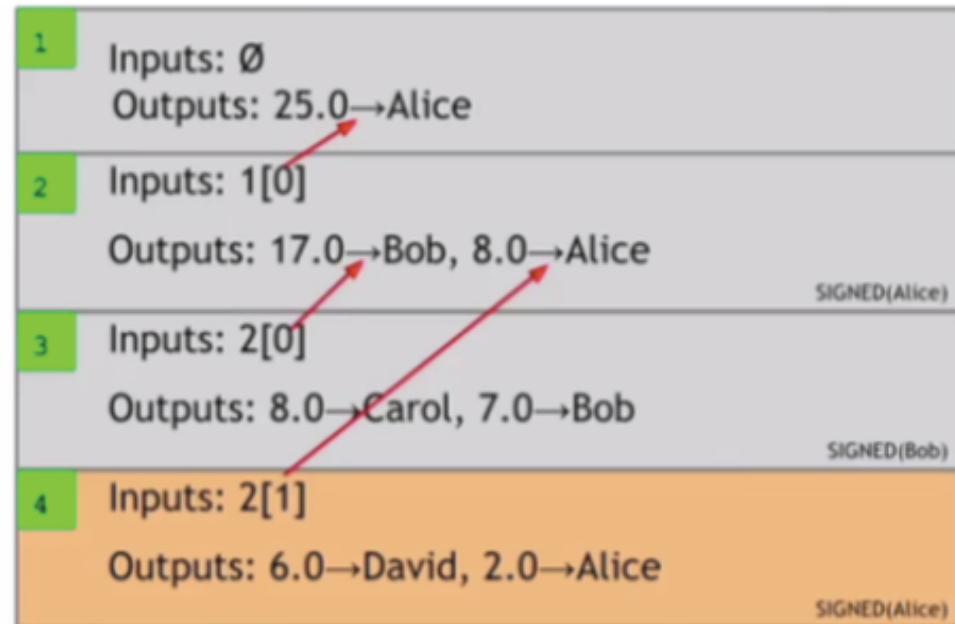 1
Inputs: Ø
Outputs: 25.0→Alice
2
Inputs: 1[0]
Outputs: 17.0→Bob, 8.0→Alice
SIGNED(Alice)
3
Inputs: 2[0]
Outputs: 8.0→Carol, 7.0→Bob
SIGNED(Bob)
4
Inputs: 2[1]
Outputs: 6.0→David, 2.0→Alice
SIGNED(Alice)